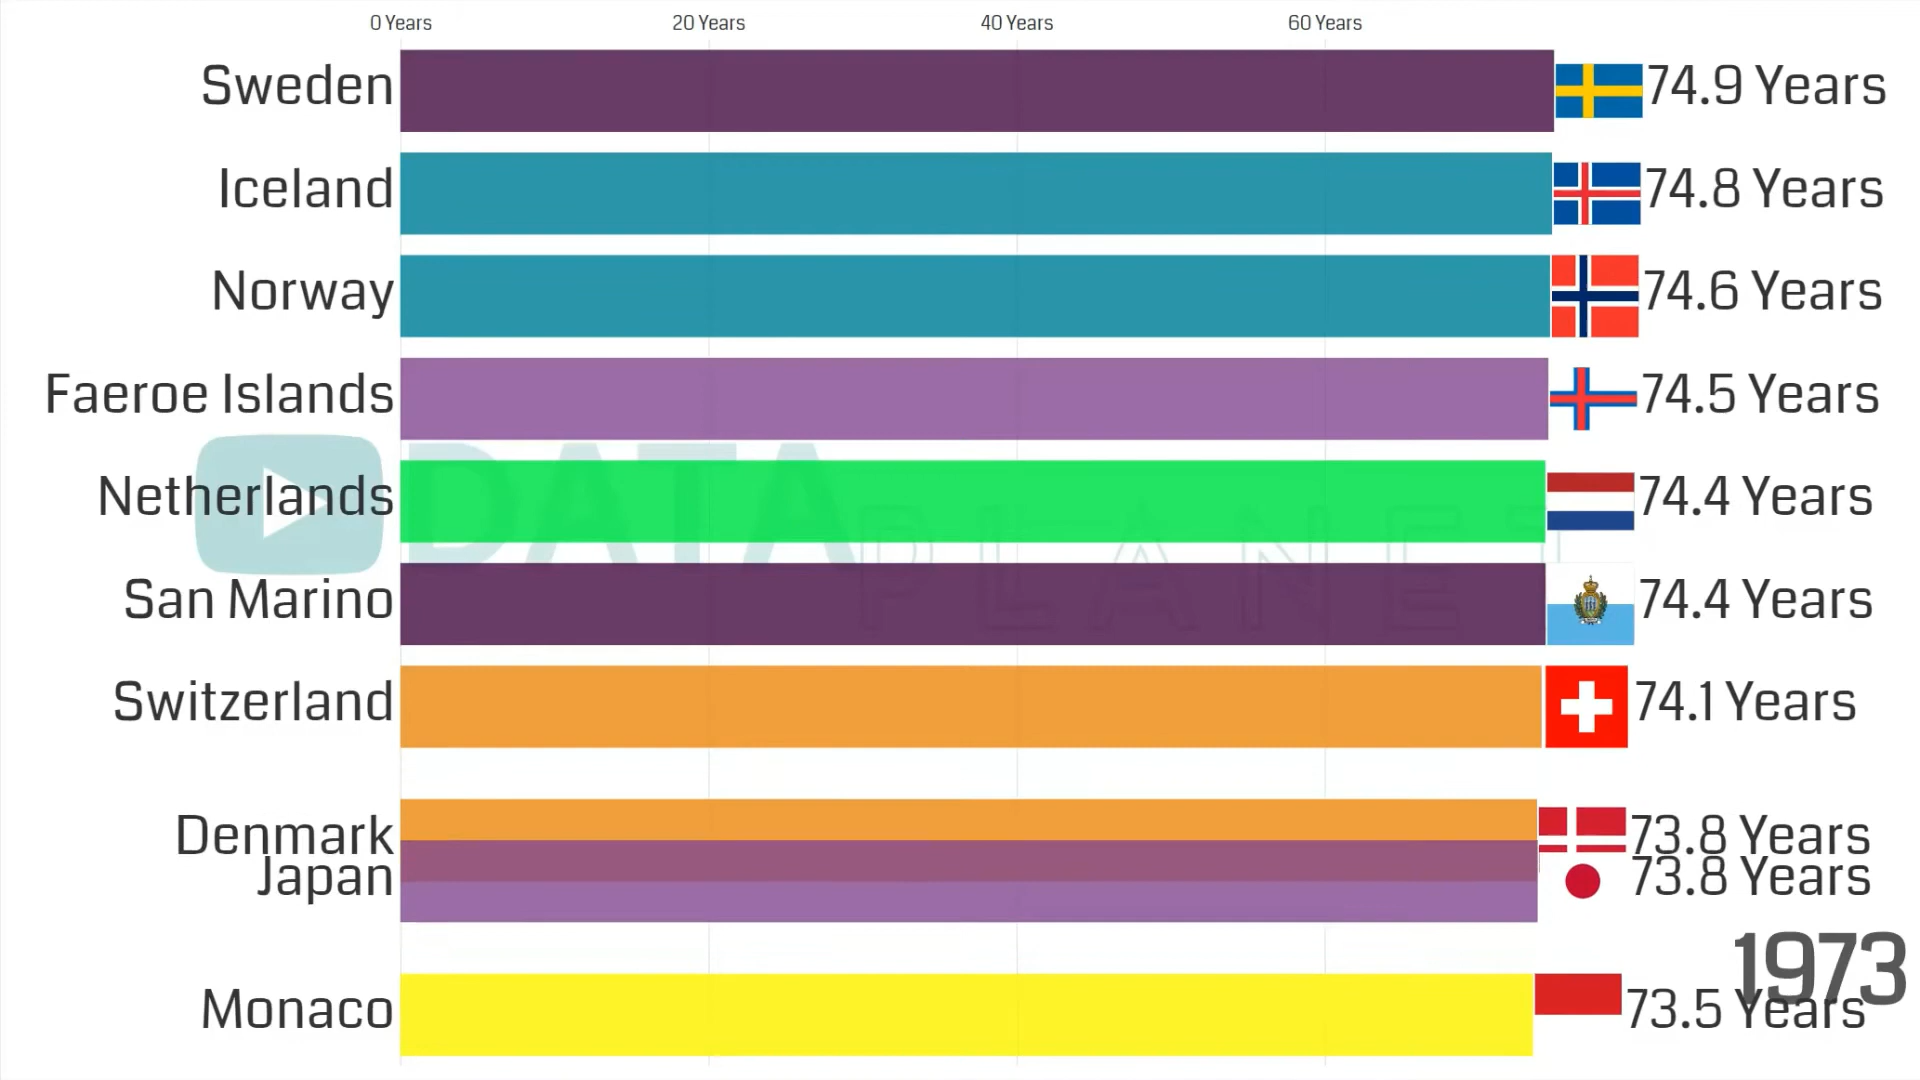 0 Years 20 Years 40 Years 60 Years
Sweden 74.9 Years
Iceland 74.8 Years
Norway 74.6 Years
Faeroe Islands 74.5 Years
Netherlands 74.4 Years
DATA
PLANET
San Marino 74.4 Years
Switzerland 74.1 Years
Denmark 73.8 Years
Japan 73.8 Years
1973
Monaco 73.5 Years